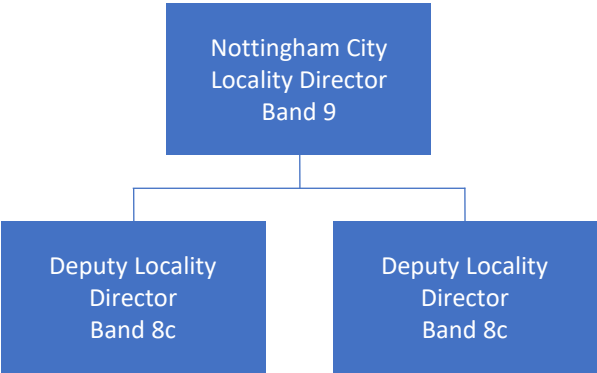 Nottingham City
Locality Director
Band 9
Deputy Locality
Director
Band 8c
Deputy Locality
Director
Band 8c